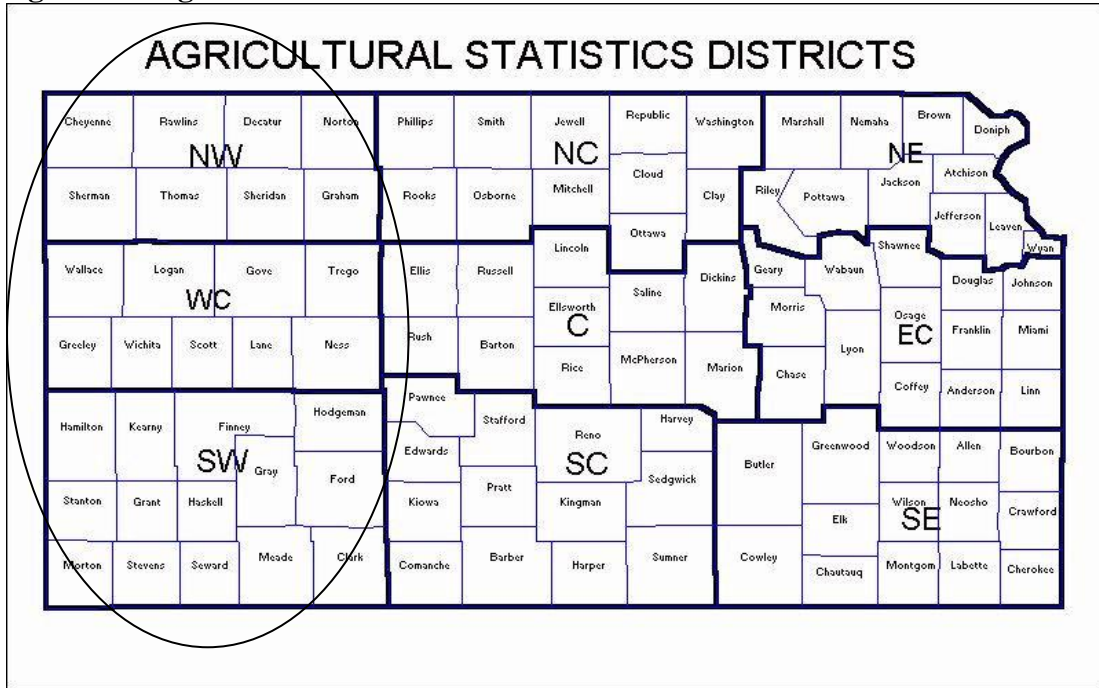 AGRICULTURAL STATISTICS DISTRICTS
Cheyenne Rawlins Decatur Norton Phillips Smith Jewell Republic Washington Marshall Nemaha Brown Doniph
NW NC NE
Sherman Thomas Sheridan Graham Rooks Osborne Mitchell Cloud Clay Riley Pottawa Jackson Atchison
Jefferson Leaven Wyan
Ottawa
Wallace Logan Gove Trego Ellis Russell Lincoln Saline Dickins Geary Wabaun Shawnee Douglas Johnson
WC C EC
Greeley Wichita Scott Lane Ness Rush Barton Ellsworth Rice McPherson Marion Morris Chase Lyon Osage Franklin Miami
Coffey Anderson Linn
Hamilton Kearny Finney Hodgeman Pawnee Stafford Reno Harvey Butler Greenwood Woodson Allen Bourbon
SW SC SE
Gray Ford Edwards Pratt Kingman Sedgwick
Stanton Grant Haskell Kiowa Elk Wilson Neosho Crawford
Morton Stevens Seward Meade Clark Comanche Barber Harper Sumner Cowley Chautauq Montgom Labette Cherokee